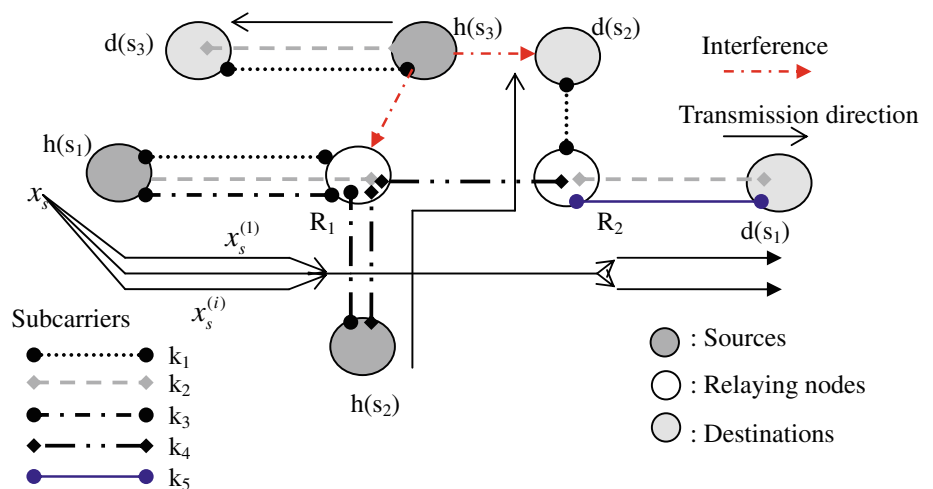 h(s₃)
d(s₂)
d(s₃)
Interference
Transmission direction
h(s₁)
xₛ
R₁
R₂
d(s₁)
xₛ⁽¹⁾
xₛ⁽ⁱ⁾
Subcarriers
k₁
k₂
k₃
k₄
k₅
h(s₂)
: Sources
: Relaying nodes
: Destinations